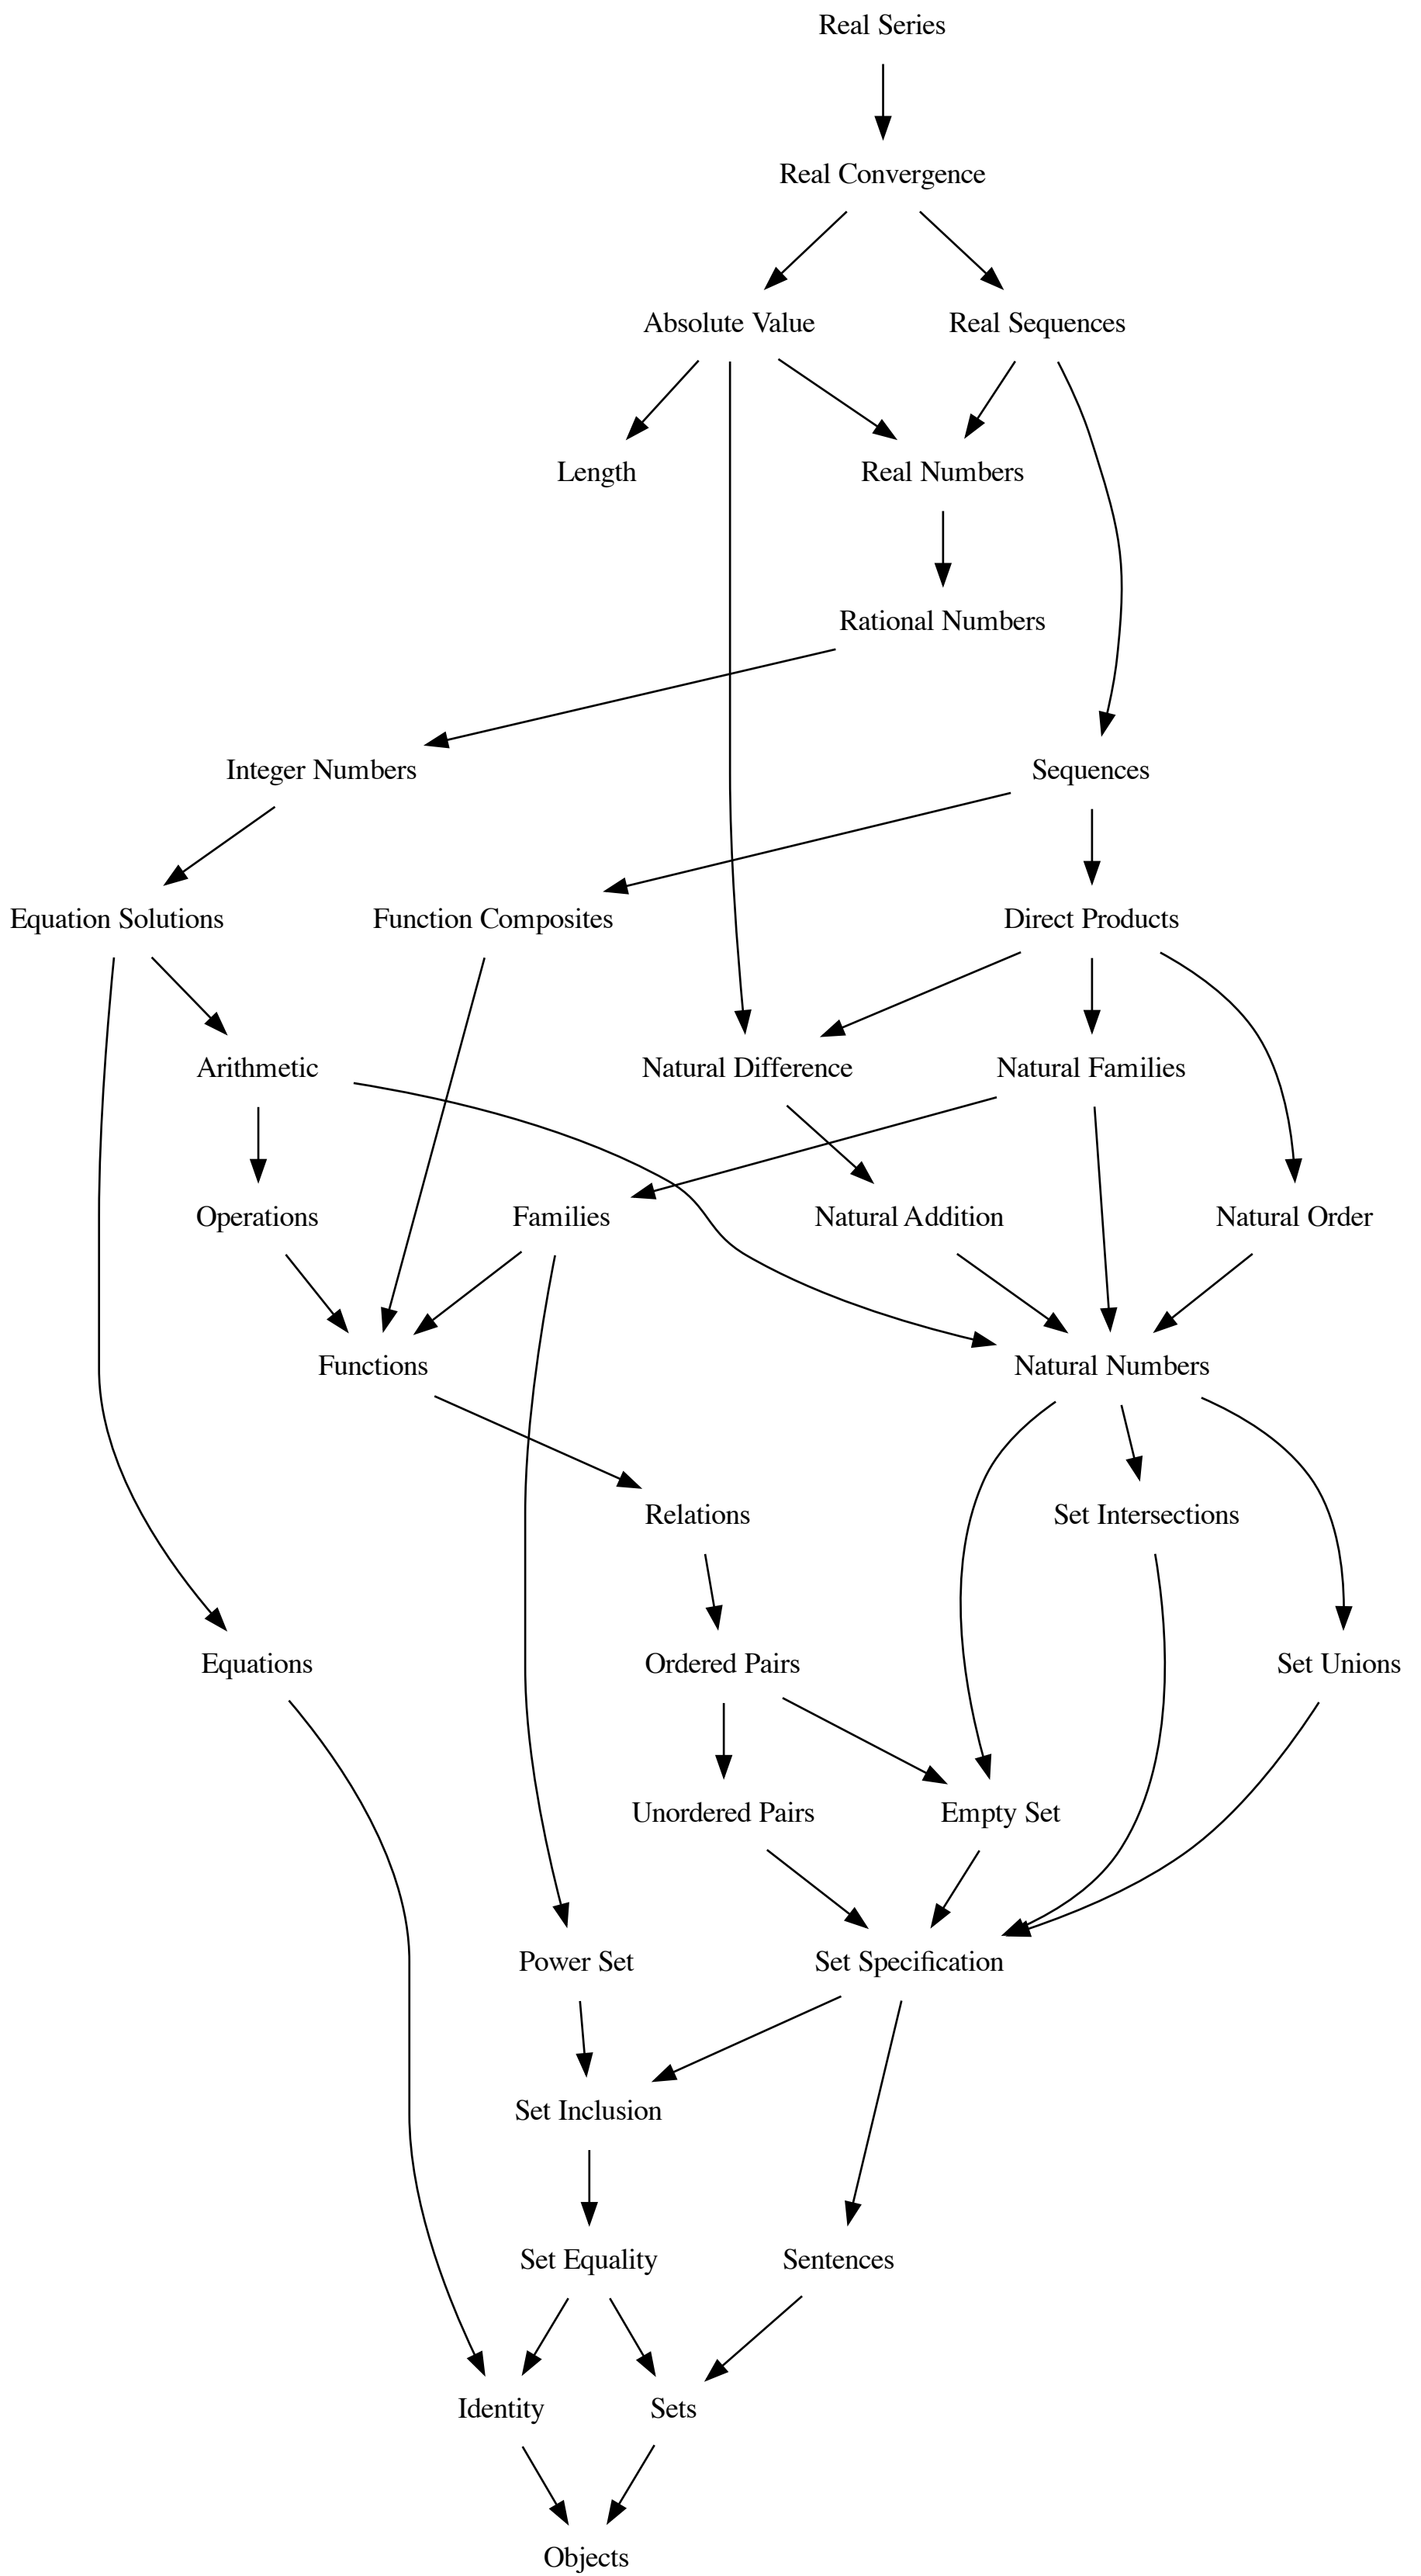 Real Series
Real Convergence
Absolute Value
Real Sequences
Length
Real Numbers
Rational Numbers
Integer Numbers
Sequences
Equation Solutions
Function Composites
Direct Products
Arithmetic
Natural Difference
Natural Families
Operations
Families
Natural Addition
Natural Order
Functions
Natural Numbers
Relations
Set Intersections
Equations
Ordered Pairs
Set Unions
Unordered Pairs
Empty Set
Power Set
Set Specification
Set Inclusion
Set Equality
Sentences
Identity
Sets
Objects